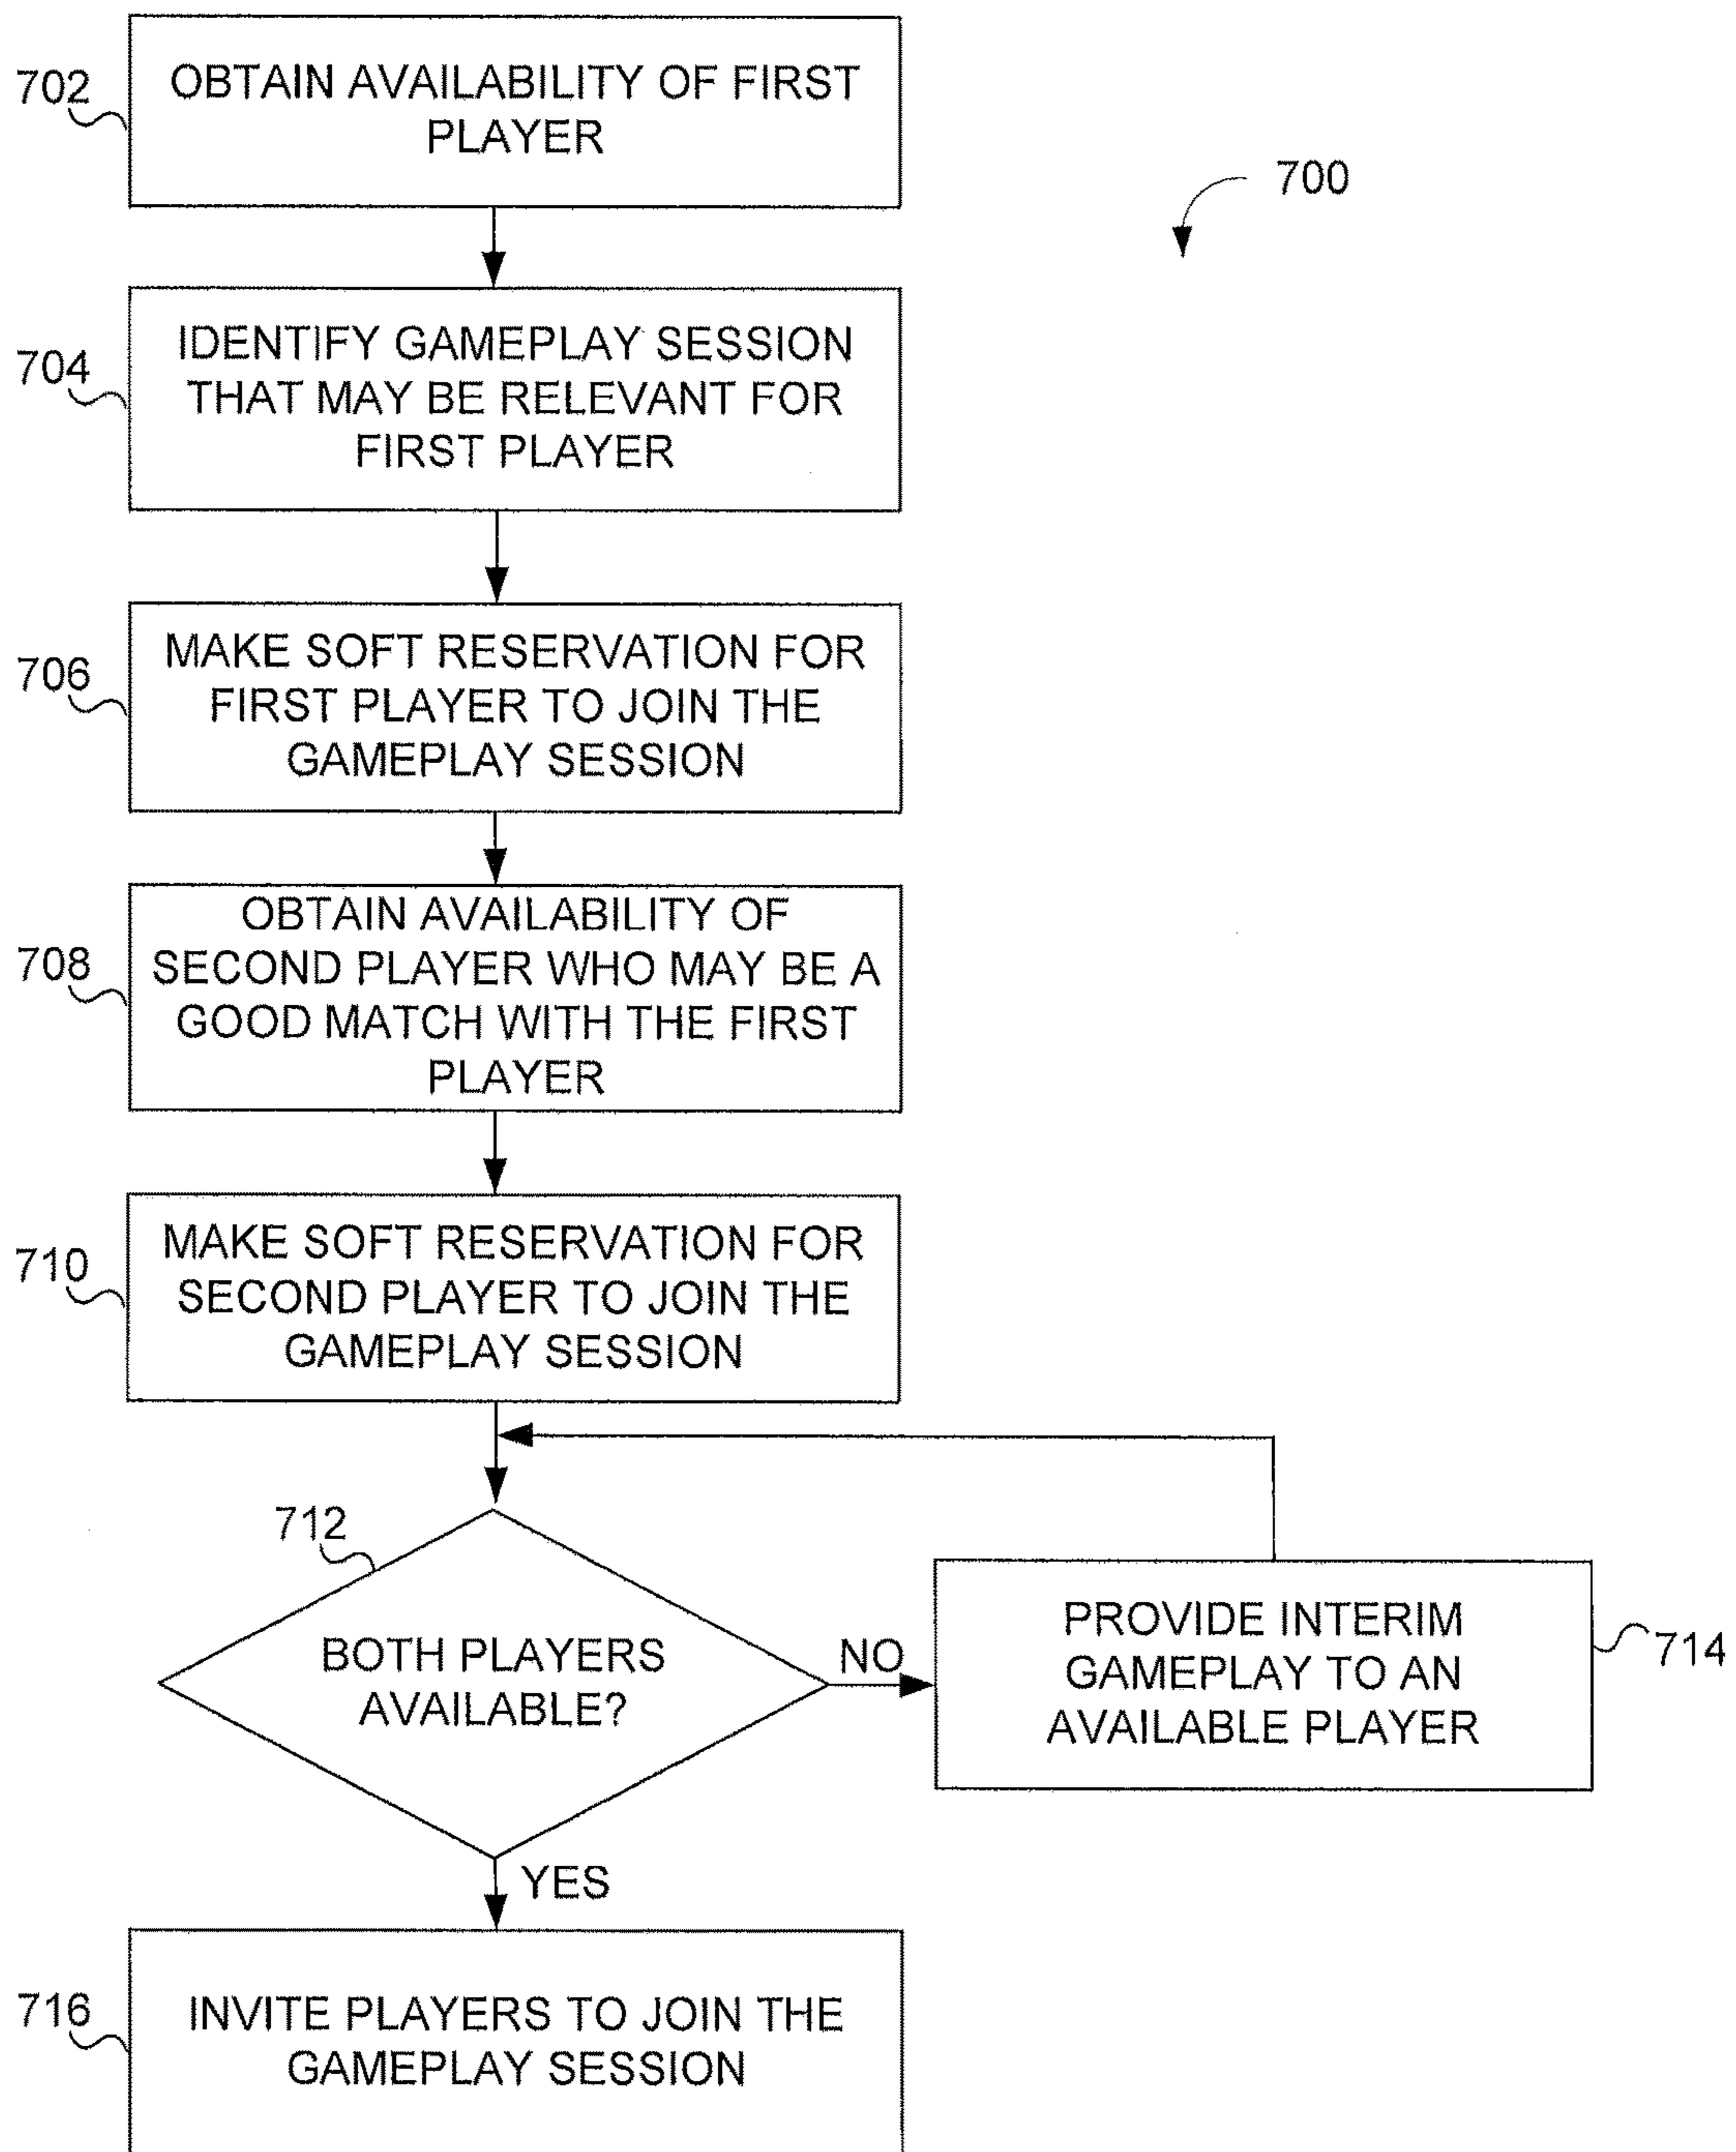 702
OBTAIN AVAILABILITY OF FIRST
PLAYER
700
704
IDENTIFY GAMEPLAY SESSION
THAT MAY BE RELEVANT FOR
FIRST PLAYER
706
MAKE SOFT RESERVATION FOR
FIRST PLAYER TO JOIN THE
GAMEPLAY SESSION
708
OBTAIN AVAILABILITY OF
SECOND PLAYER WHO MAY BE A
GOOD MATCH WITH THE FIRST
PLAYER
710
MAKE SOFT RESERVATION FOR
SECOND PLAYER TO JOIN THE
GAMEPLAY SESSION
712
BOTH PLAYERS
AVAILABLE?
NO
PROVIDE INTERIM
GAMEPLAY TO AN
AVAILABLE PLAYER
714
YES
716
INVITE PLAYERS TO JOIN THE
GAMEPLAY SESSION